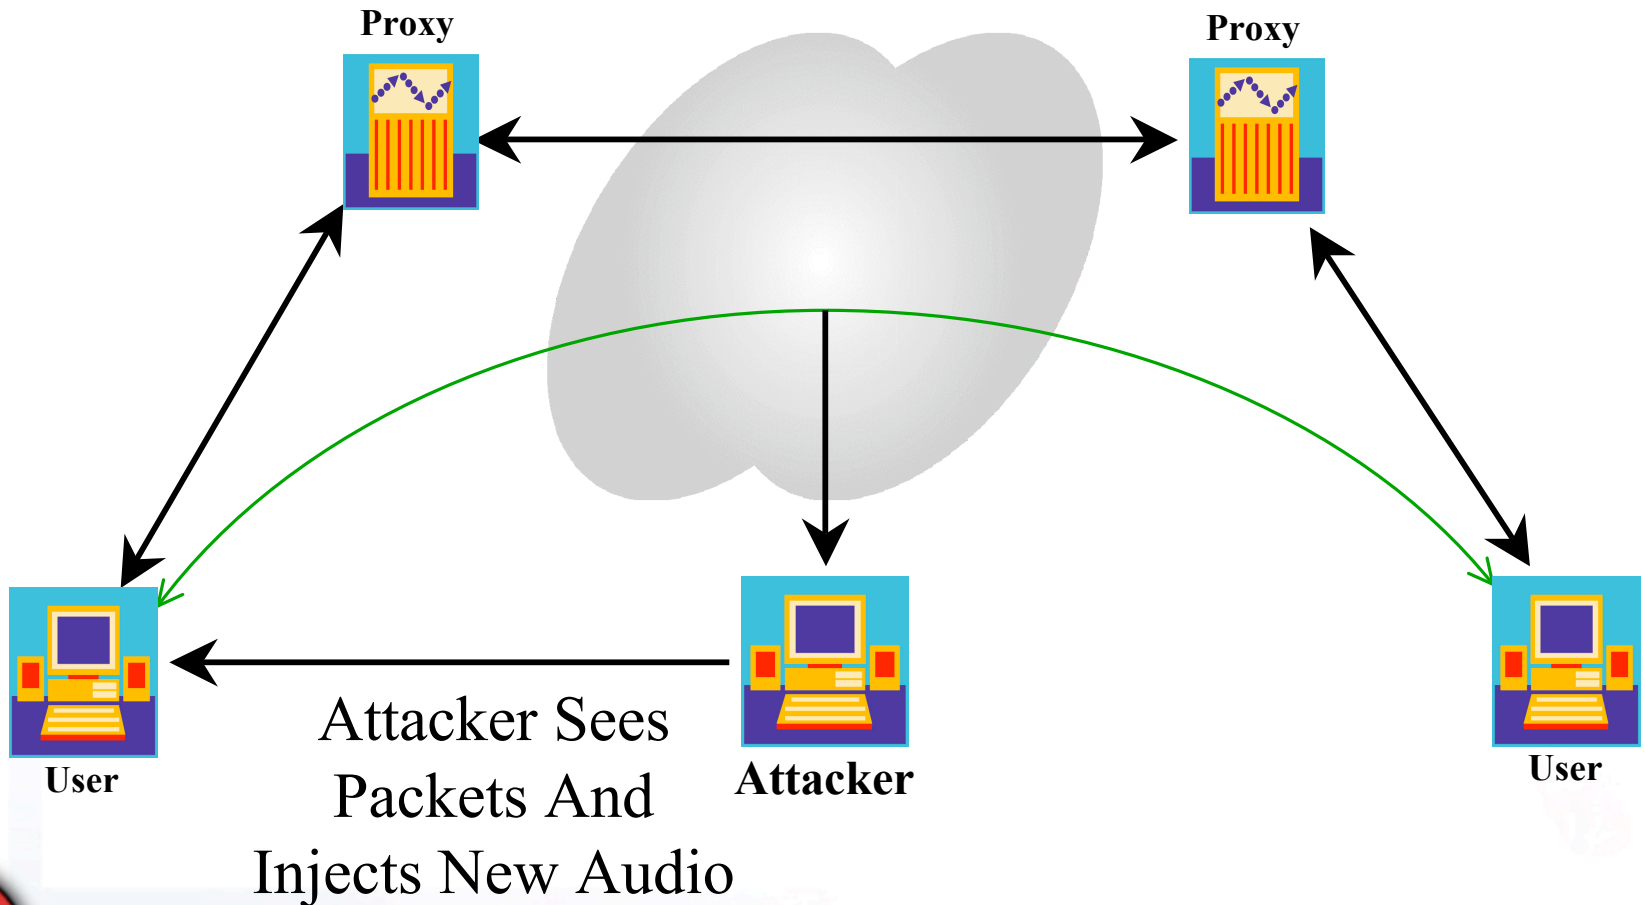 Proxy
Proxy
User
Attacker Sees
Packets And
Injects New Audio
Attacker
User